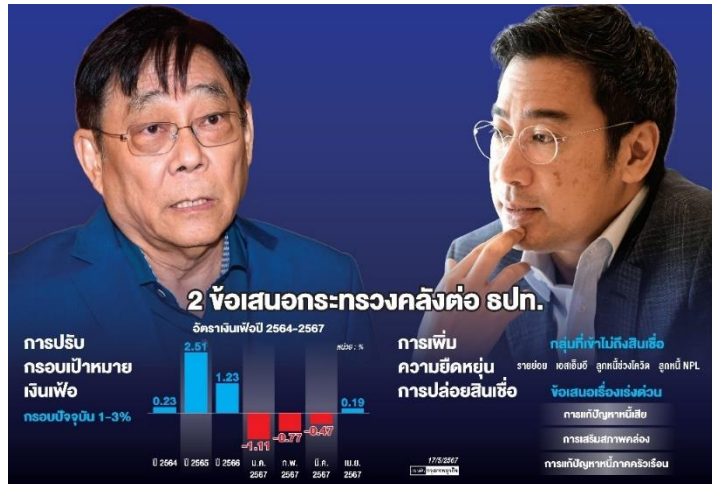 2 ข้อเสนอกระทรวงคลังต่อ ธปท.
การปรับ
กรอบเป้าหมาย
เงินเฟ้อ
กรอบปัจจุบัน 1-3%
อัตราเงินเฟ้อปี 2564-2567
หน่วย : %
0.23
2.51
1.23
-1.11
-0.77
-0.47
0.19
ปี 2564 ปี 2565 ปี 2566 ม.ค. ก.พ. มี.ค. เม.ย.
2567 2567 2567 2567
การเพิ่ม
ความยืดหยุ่น
การปล่อยสินเชื่อ
กลุ่มที่เข้าไม่ถึงสินเชื่อ
รายย่อย เอสเอ็มอี ลูกหนี้ช่วงโควิด ลูกหนี้ NPL
ข้อเสนอเรื่องเร่งด่วน
การแก้ปัญหาหนี้เสีย
การเสริมสภาพคล่อง
การแก้ปัญหาหนี้ภาคครัวเรือน
17/5/2567
กรุงเทพธุรกิจ